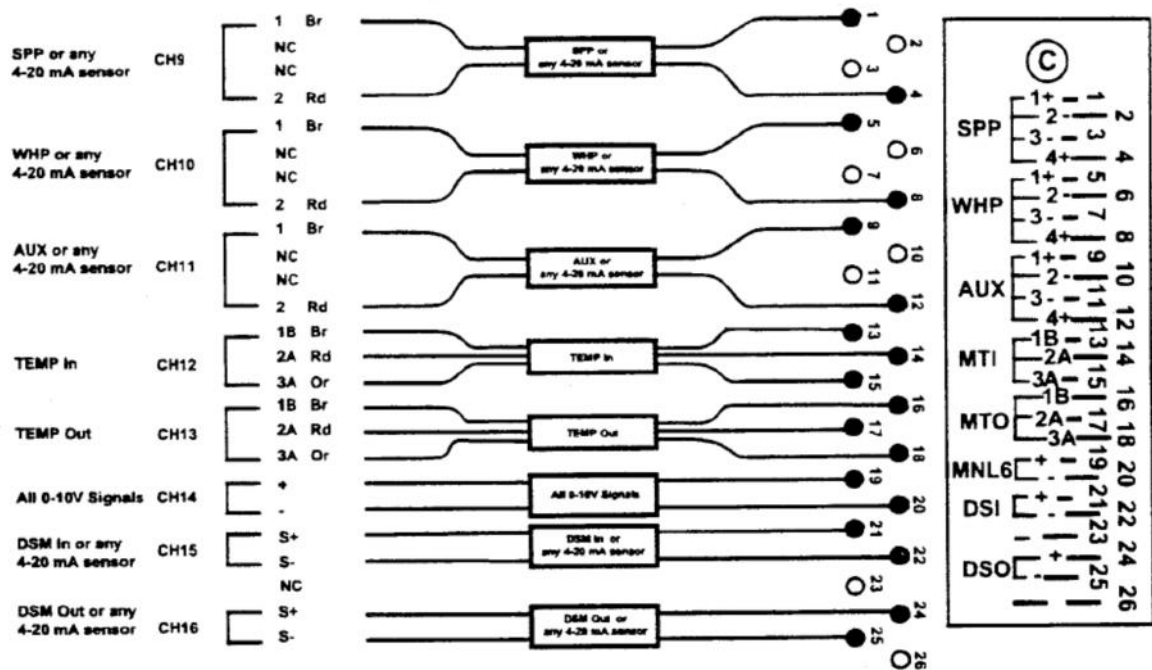 SPP or any
4-20 mA sensor
CH9
1 Br
NC
NC
2 Rd
SPP or
any 4-20 mA sensor
1
2
3
4
WHP or any
4-20 mA sensor
CH10
1 Br
NC
NC
2 Rd
WHP or
any 4-20 mA sensor
5
6
7
8
AUX or any
4-20 mA sensor
CH11
1 Br
NC
NC
2 Rd
AUX or
any 4-20 mA sensor
9
10
11
12
TEMP In
CH12
1B Br
2A Rd
3A Or
TEMP In
13
14
15
TEMP Out
CH13
1B Br
2A Rd
3A Or
TEMP Out
16
17
18
All 0-10V Signals
CH14
+
-
All 0-10V Signals
19
20
DSM In or any
4-20 mA sensor
CH15
S+
S-
NC
DSM In or
any 4-20 mA sensor
21
22
23
DSM Out or any
4-20 mA sensor
CH16
S+
S-
DSM Out or
any 4-20 mA sensor
24
25
26
C
SPP
1+ 1
2- 2
3- 3
4+ 4
WHP
1+ 5
2- 6
3- 7
4+ 8
AUX
1+ 9
2- 10
3- 11
4+ 12
MTI
1B 13
2A 14
3A 15
MTO
1B 16
2A 17
3A 18
MNL6
+ 19
- 20
DSI
+ 21
- 22
23
DSO
+ 24
- 25
26